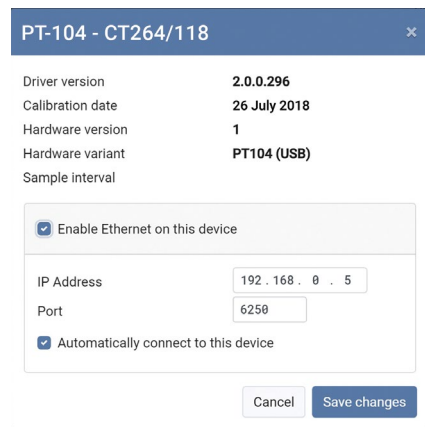 PT-104 - CT264/118 ×
Driver version 2.0.0.296
Calibration date 26 July 2018
Hardware version 1
Hardware variant PT104 (USB)
Sample interval
Enable Ethernet on this device
IP Address 192.168.0.5
Port 6250
Automatically connect to this device
Cancel Save changes